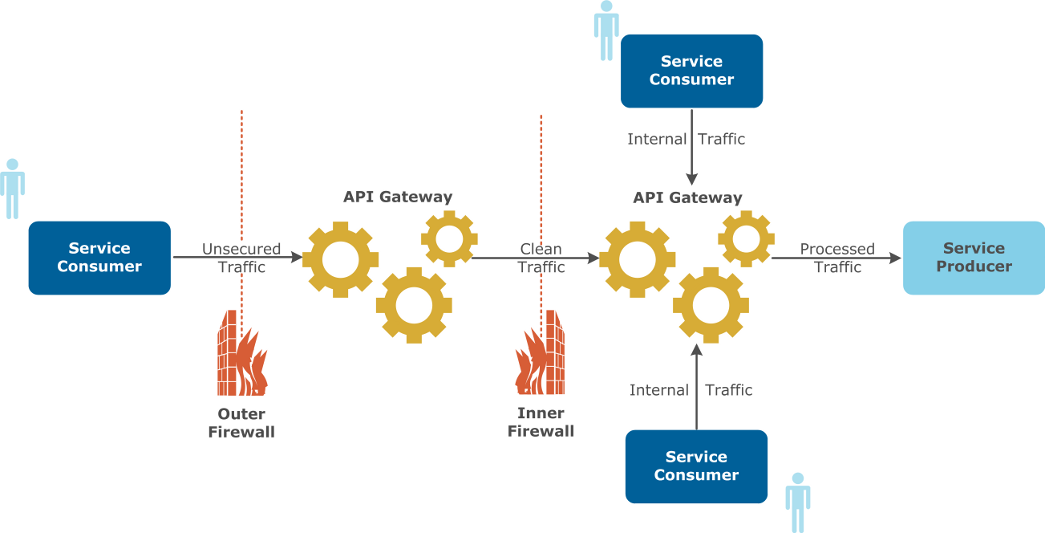 Service
Consumer
Internal Traffic
API Gateway
API Gateway
Service
Consumer
Unsecured
Traffic
Clean
Traffic
Processed
Traffic
Service
Producer
Internal Traffic
Outer
Firewall
Inner
Firewall
Service
Consumer